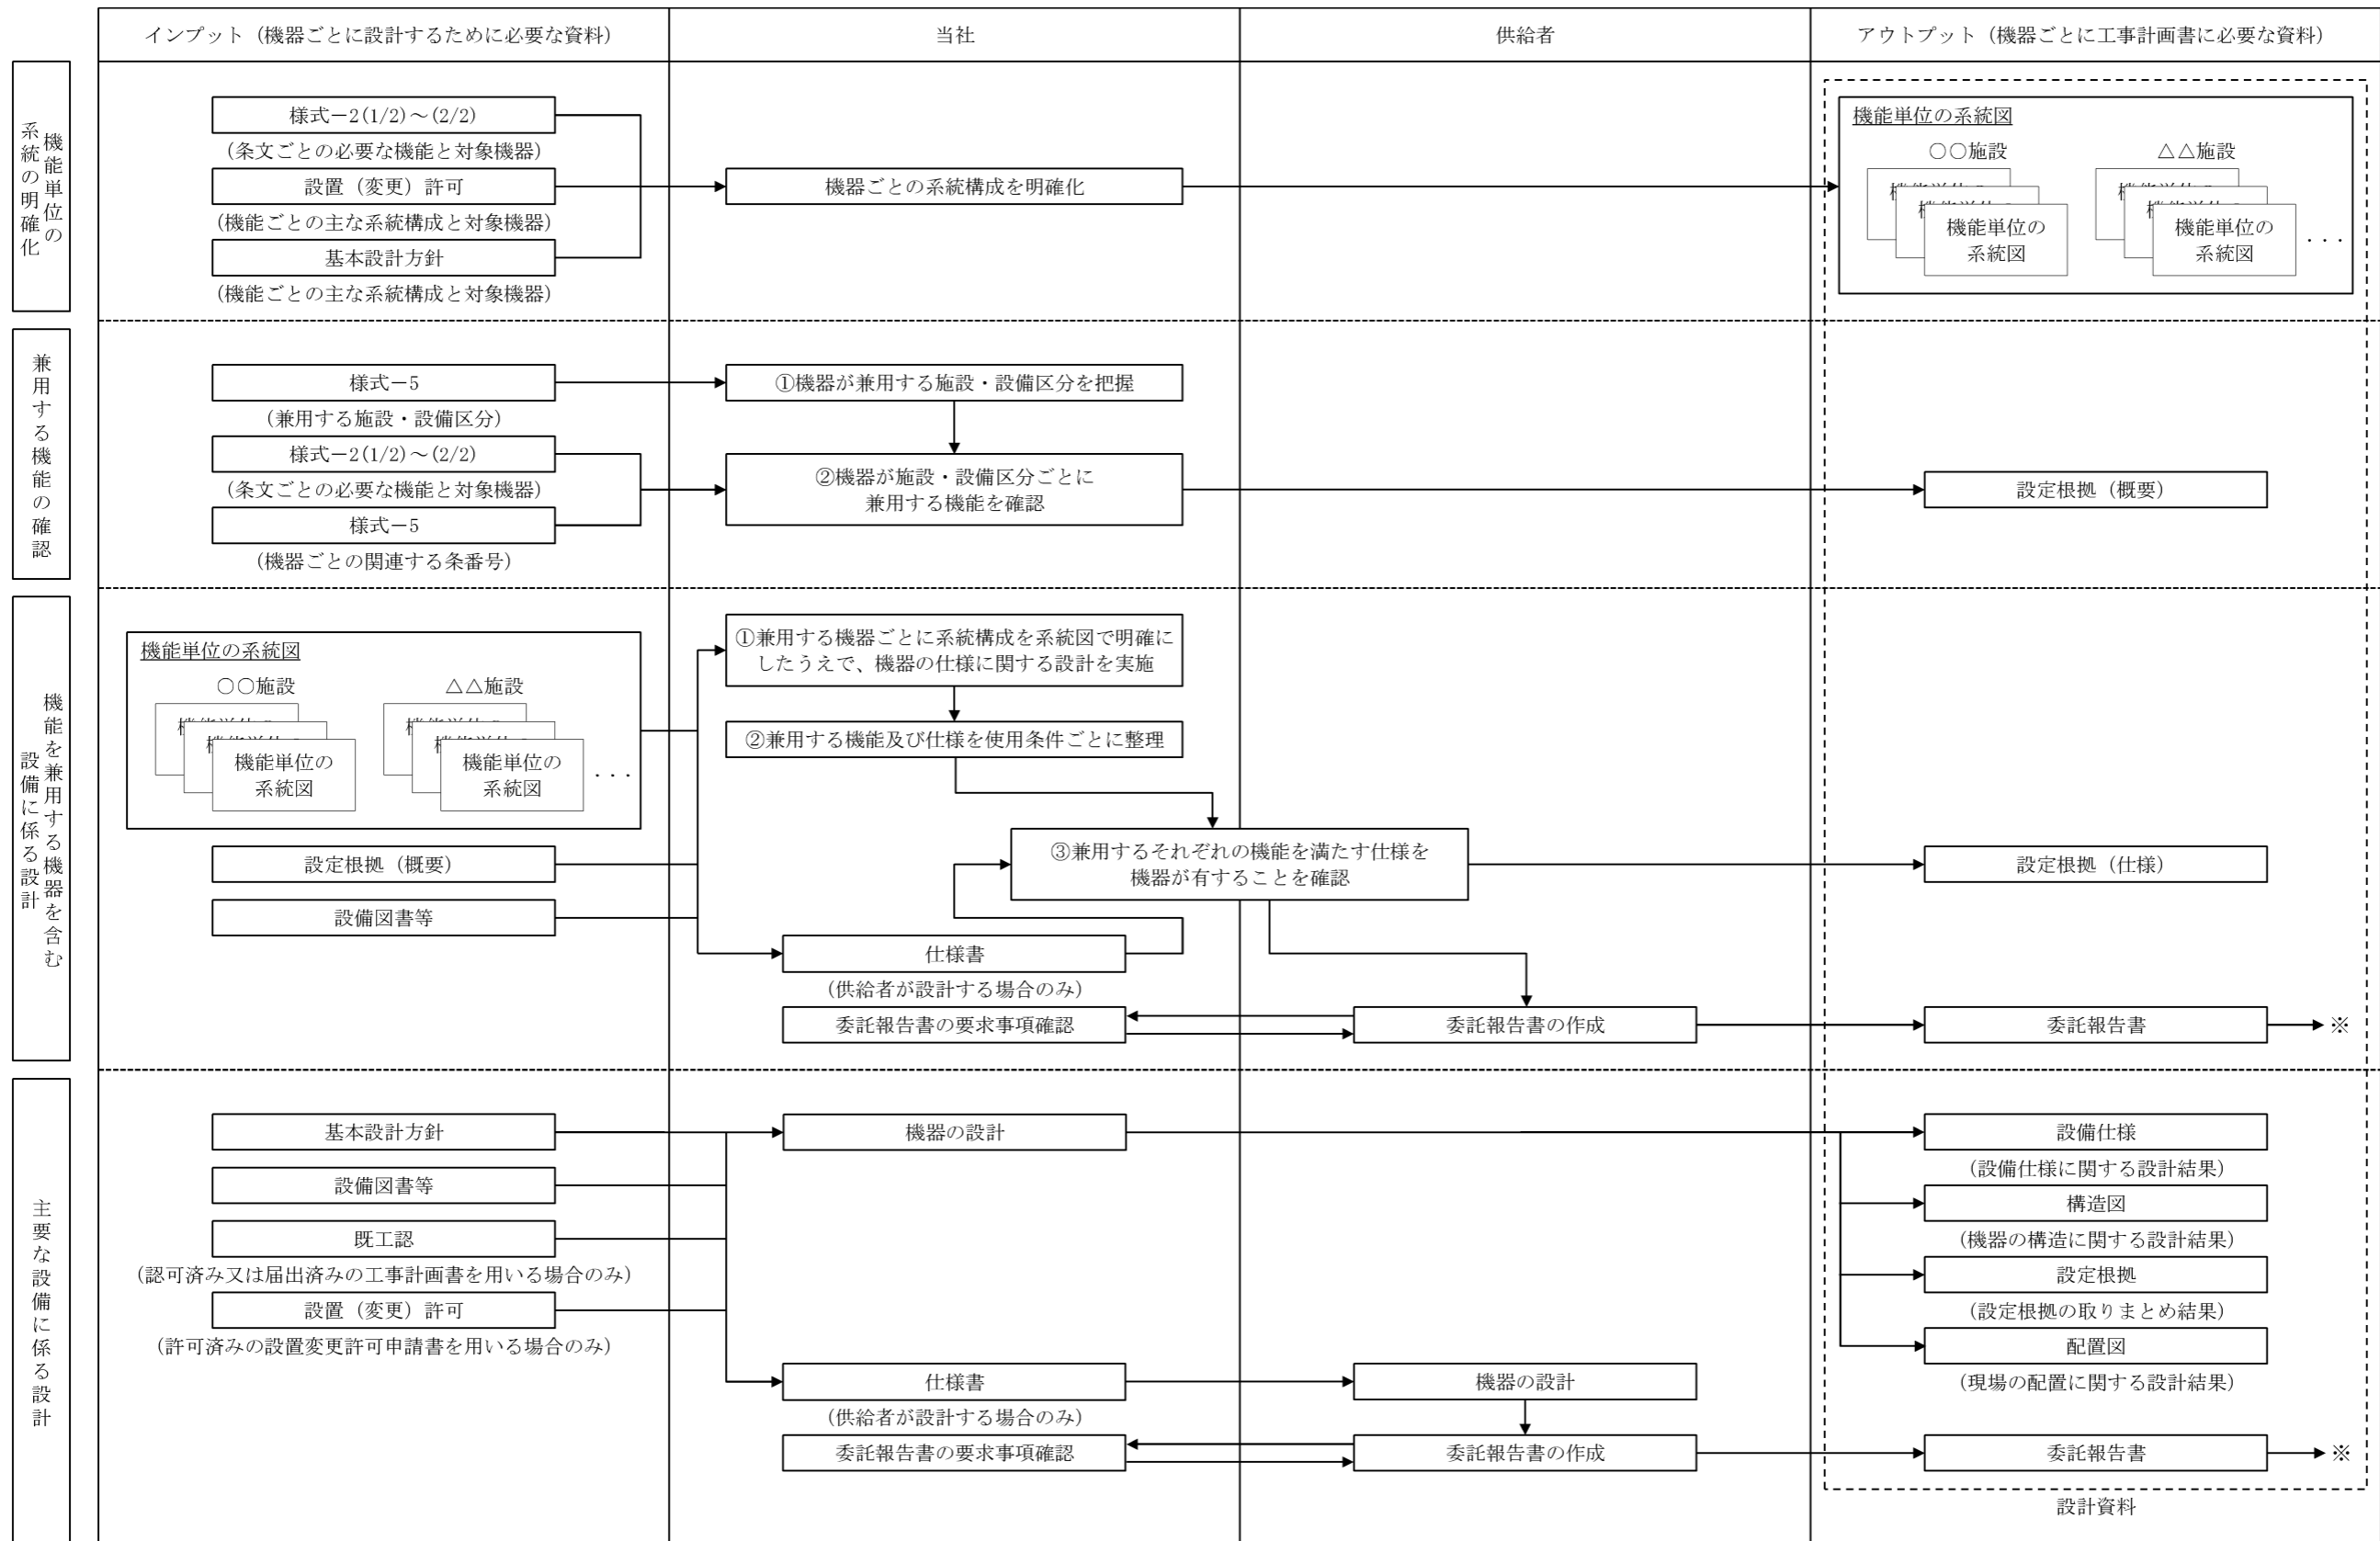 インプット（機器ごとに設計するために必要な資料）
当社
供給者
アウトプット（機器ごとに工事計画書に必要な資料）
機能単位の
系統の明確化
様式－2(1/2)～(2/2)
（条文ごとの必要な機能と対象機器）
設置（変更）許可
（機能ごとの主な系統構成と対象機器）
基本設計方針
（機能ごとの主な系統構成と対象機器）
機器ごとの系統構成を明確化
機能単位の系統図
〇〇施設
△△施設
機能単位の
系統図
機能単位の
系統図
・・・
兼用する機能の確認
様式－5
（兼用する施設・設備区分）
様式－2(1/2)～(2/2)
（条文ごとの必要な機能と対象機器）
様式－5
（機器ごとの関連する条番号）
①機器が兼用する施設・設備区分を把握
②機器が施設・設備区分ごとに
兼用する機能を確認
設定根拠（概要）
機能を兼用する機器を含む
設備に係る設計
機能単位の系統図
〇〇施設
△△施設
機能単位の
系統図
機能単位の
系統図
・・・
設定根拠（概要）
設備図書等
①兼用する機器ごとに系統構成を系統図で明確に
したうえで、機器の仕様に関する設計を実施
②兼用する機能及び仕様を使用条件ごとに整理
③兼用するそれぞれの機能を満たす仕様を
機器が有することを確認
設定根拠（仕様）
仕様書
（供給者が設計する場合のみ）
委託報告書の要求事項確認
委託報告書の作成
委託報告書
※
主要な設備に係る設計
基本設計方針
設備図書等
既工認
（認可済み又は届出済みの工事計画書を用いる場合のみ）
設置（変更）許可
（許可済みの設置変更許可申請書を用いる場合のみ）
機器の設計
設備仕様
（設備仕様に関する設計結果）
構造図
（機器の構造に関する設計結果）
設定根拠
（設定根拠の取りまとめ結果）
配置図
（現場の配置に関する設計結果）
仕様書
（供給者が設計する場合のみ）
機器の設計
委託報告書の要求事項確認
委託報告書の作成
委託報告書
※
設計資料